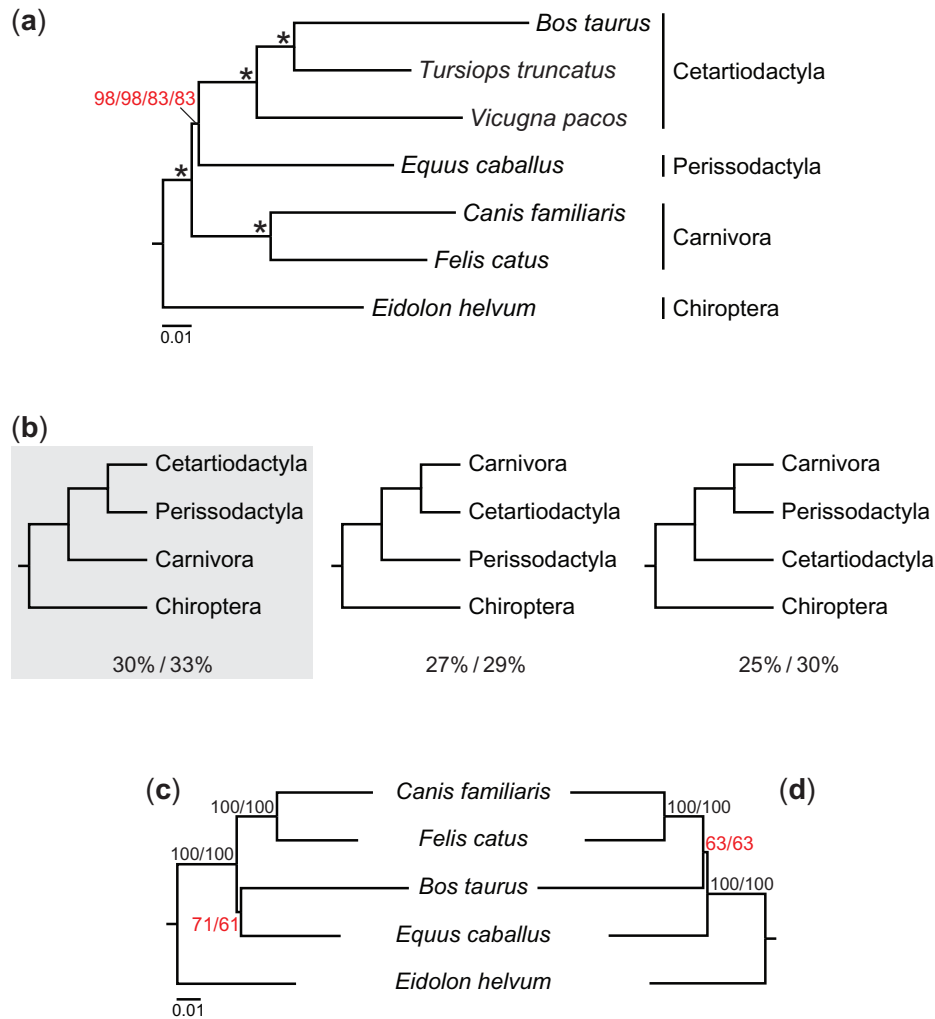 (a)
Bos taurus
*
Tursiops truncatus
Cetartiodactyla
*
98/98/83/83
Vicugna pacos
*
Equus caballus
Perissodactyla
Canis familiaris
*
Carnivora
Felis catus
Eidolon helvum
Chiroptera
0.01
(b)
Cetartiodactyla
Perissodactyla
Carnivora
Chiroptera
30% / 33%
Carnivora
Cetartiodactyla
Perissodactyla
Chiroptera
27% / 29%
Carnivora
Perissodactyla
Cetartiodactyla
Chiroptera
25% / 30%
(c)
Canis familiaris
(d)
100/100
100/100
Felis catus
63/63
100/100
Bos taurus
100/100
71/61
Equus caballus
Eidolon helvum
0.01